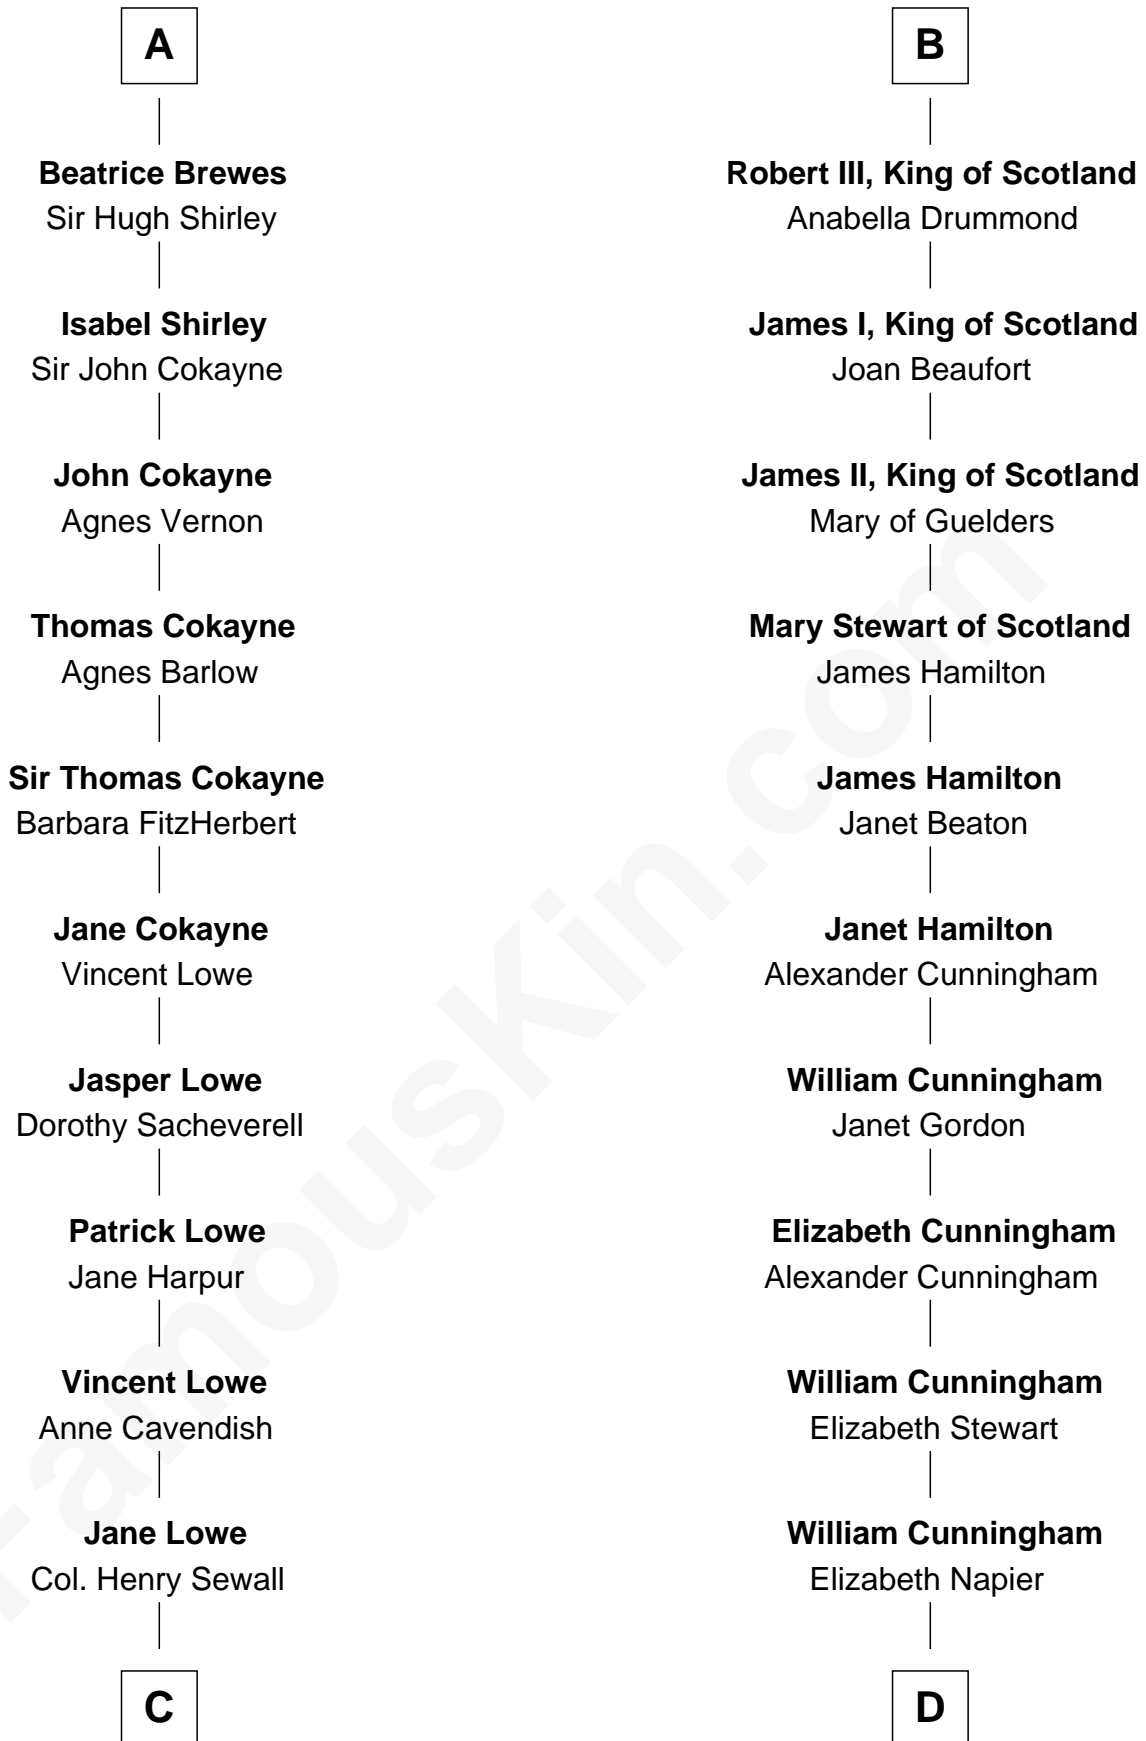 A
Beatrice Brewes
Sir Hugh Shirley
Isabel Shirley
Sir John Cokayne
John Cokayne
Agnes Vernon
Thomas Cokayne
Agnes Barlow
Sir Thomas Cokayne
Barbara FitzHerbert
Jane Cokayne
Vincent Lowe
Jasper Lowe
Dorothy Sacheverell
Patrick Lowe
Jane Harpur
Vincent Lowe
Anne Cavendish
Jane Lowe
Col. Henry Sewall
C
B
Robert III, King of Scotland
Anabella Drummond
James I, King of Scotland
Joan Beaufort
James II, King of Scotland
Mary of Guelders
Mary Stewart of Scotland
James Hamilton
James Hamilton
Janet Beaton
Janet Hamilton
Alexander Cunningham
William Cunningham
Janet Gordon
Elizabeth Cunningham
Alexander Cunningham
William Cunningham
Elizabeth Stewart
William Cunningham
Elizabeth Napier
D
FamousKin.com